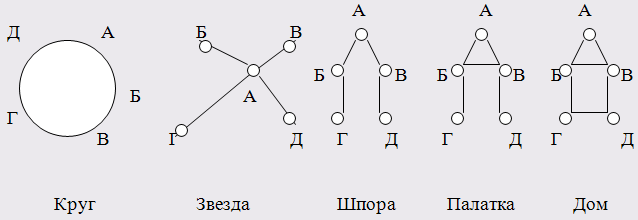 Д А Б Г В
Б В А Г Д
А Б В Г Д
А Б В Г Д
А Б В Г Д
Круг Звезда Шпора Палатка Дом